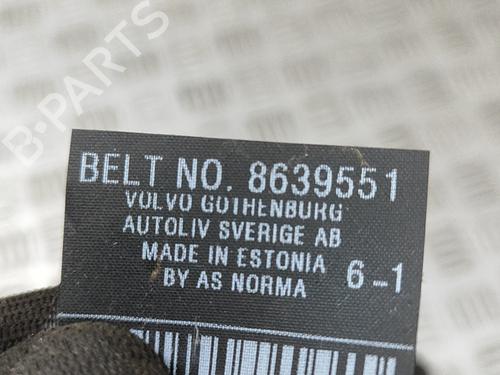 B-PARTS
BELT NO. 8639551
VOLVO GOTHENBURG
AUTOLIV SVERIGE AB
MADE IN ESTONIA
BY AS NORMA 6-1